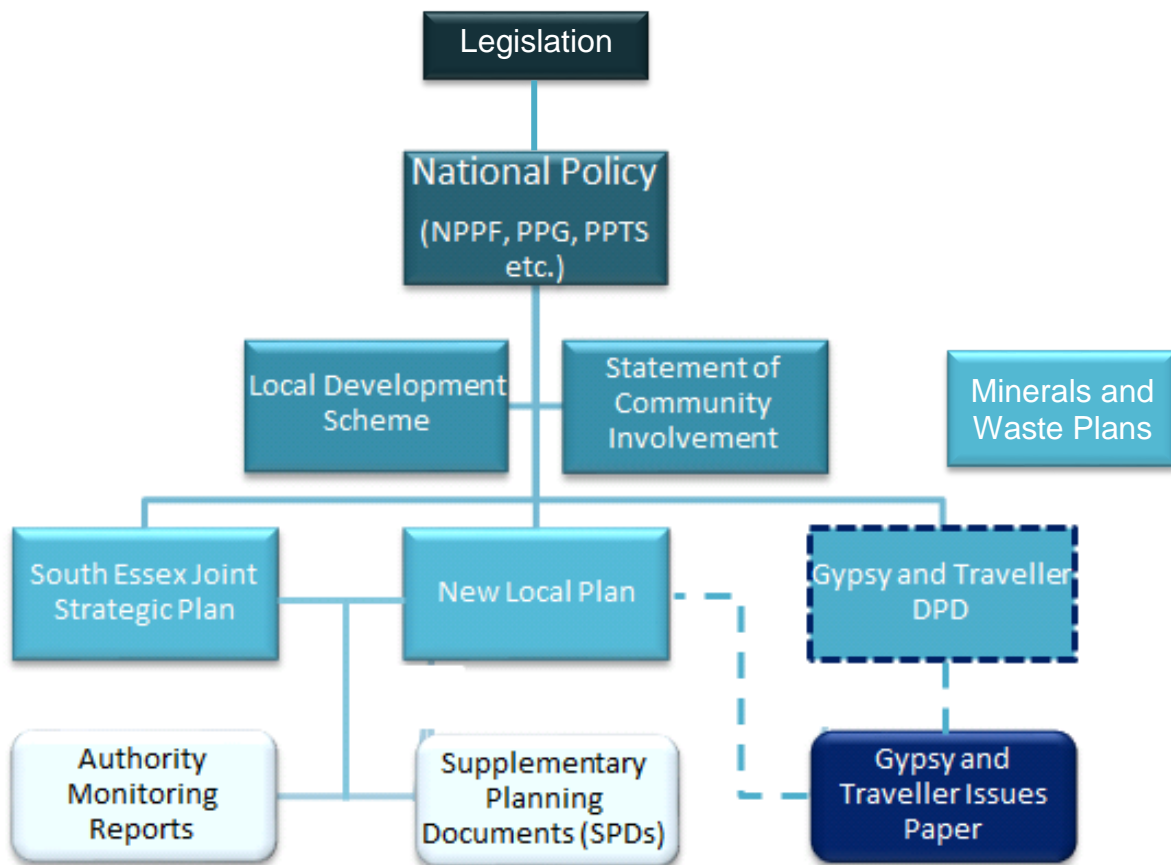 Legislation
National Policy
(NPPF, PPG, PPTS
etc.)
Local Development
Scheme
Statement of
Community
Involvement
Minerals and
Waste Plans
South Essex Joint
Strategic Plan
New Local Plan
Gypsy and Traveller
DPD
Authority
Monitoring
Reports
Supplementary
Planning
Documents (SPDs)
Gypsy and
Traveller Issues
Paper